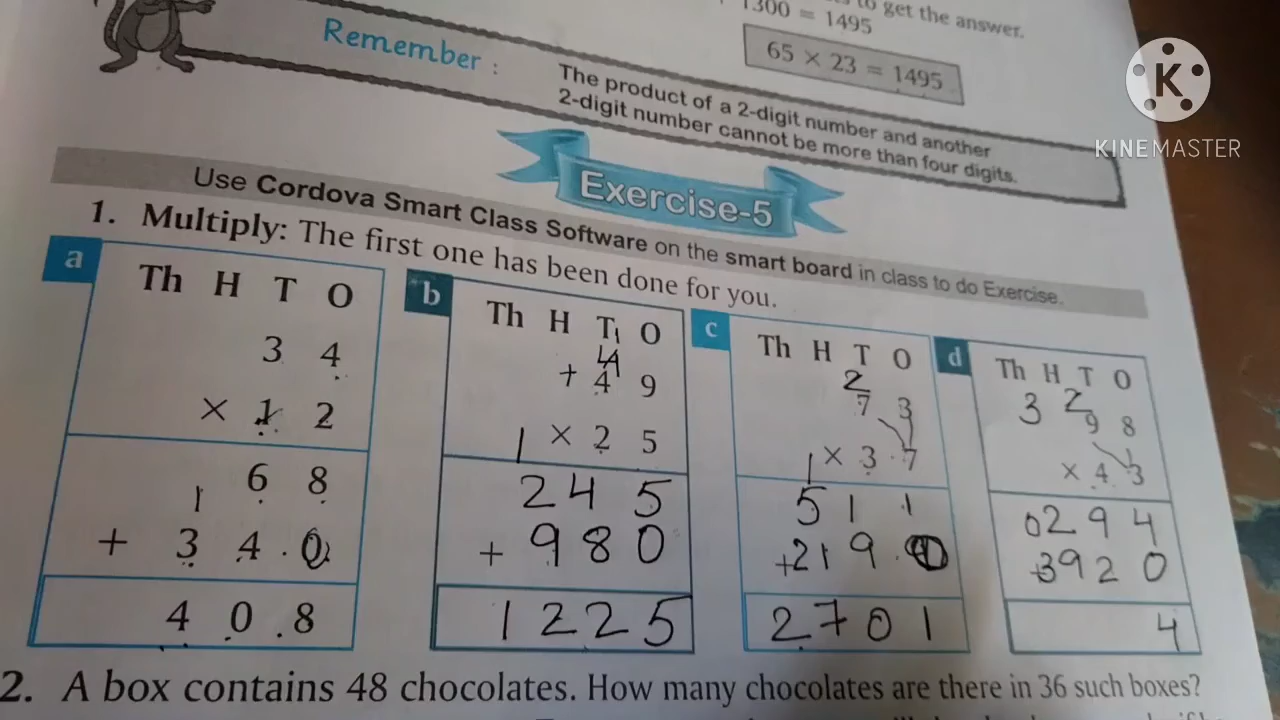 to get the answer.
1300 = 1495
65 × 23 = 1495
Remember :
The product of a 2-digit number and another
2-digit number cannot be more than four digits.
K
KINEMASTER
Exercise-5
Use Cordova Smart Class Software on the smart board in class to do Exercise.
1. Multiply: The first one has been done for you.
a
Th H T O
3 4
× 1 2
1 6 8
+ 3 4 0
4 0 8
b
Th H T O
1
4
+ 4 9
1 × 2 5
2 4 5
+ 9 8 0
1 2 2 5
c
Th H T O
2
7 3
1 × 3 7
5 1 1
+2 1 9 0
2 7 0 1
d
Th H T O
3 2
9 8
× 4 3
0 2 9 4
+3 9 2 0
4
2. A box contains 48 chocolates. How many chocolates are there in 36 such boxes?